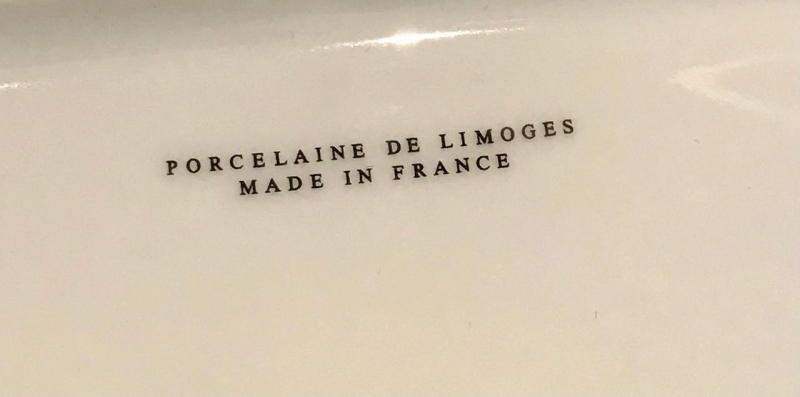 PORCELAINE DE LIMOGES
MADE IN FRANCE